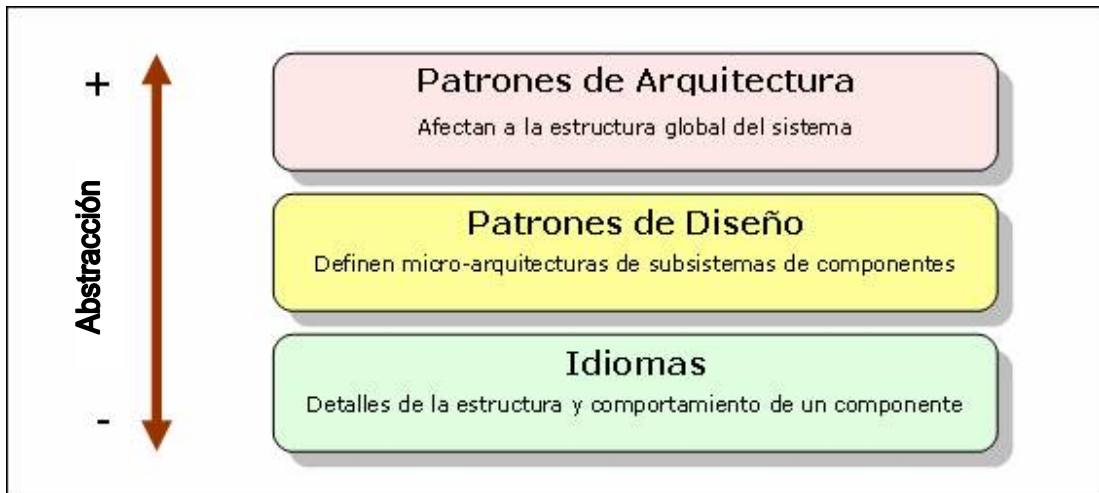 +
Abstracción
-
Patrones de Arquitectura
Afectan a la estructura global del sistema
Patrones de Diseño
Definen micro-arquitecturas de subsistemas de componentes
Idiomas
Detalles de la estructura y comportamiento de un componente